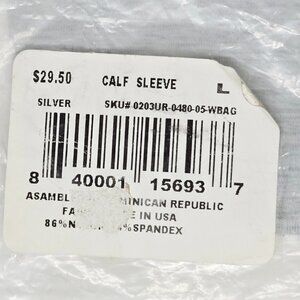 $29.50 CALF SLEEVE L
SILVER SKU# 0203UR-0480-05-WBAG
8 40001 15693 7
ASAMBL MINICAN REPUBLIC
FA E IN USA
86%N %SPANDEX